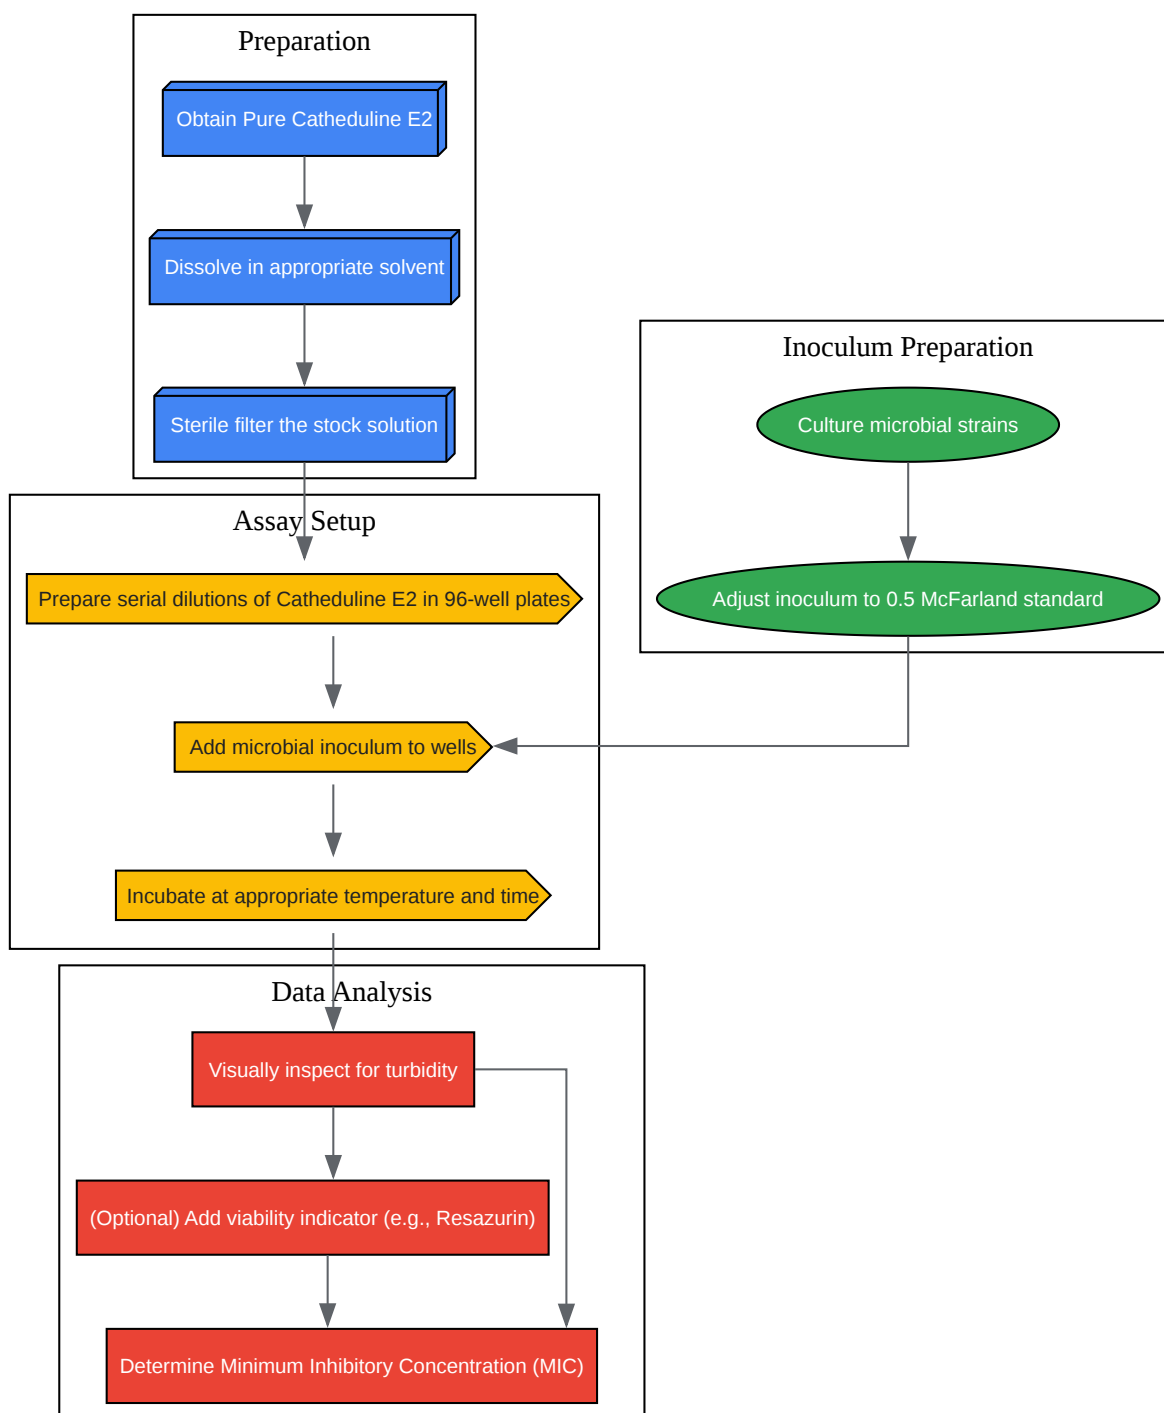 Preparation
Obtain Pure Catheduline E2
Dissolve in appropriate solvent
Sterile filter the stock solution
Inoculum Preparation
Culture microbial strains
Adjust inoculum to 0.5 McFarland standard
Assay Setup
Prepare serial dilutions of Catheduline E2 in 96-well plates
Add microbial inoculum to wells
Incubate at appropriate temperature and time
Data Analysis
Visually inspect for turbidity
(Optional) Add viability indicator (e.g., Resazurin)
Determine Minimum Inhibitory Concentration (MIC)